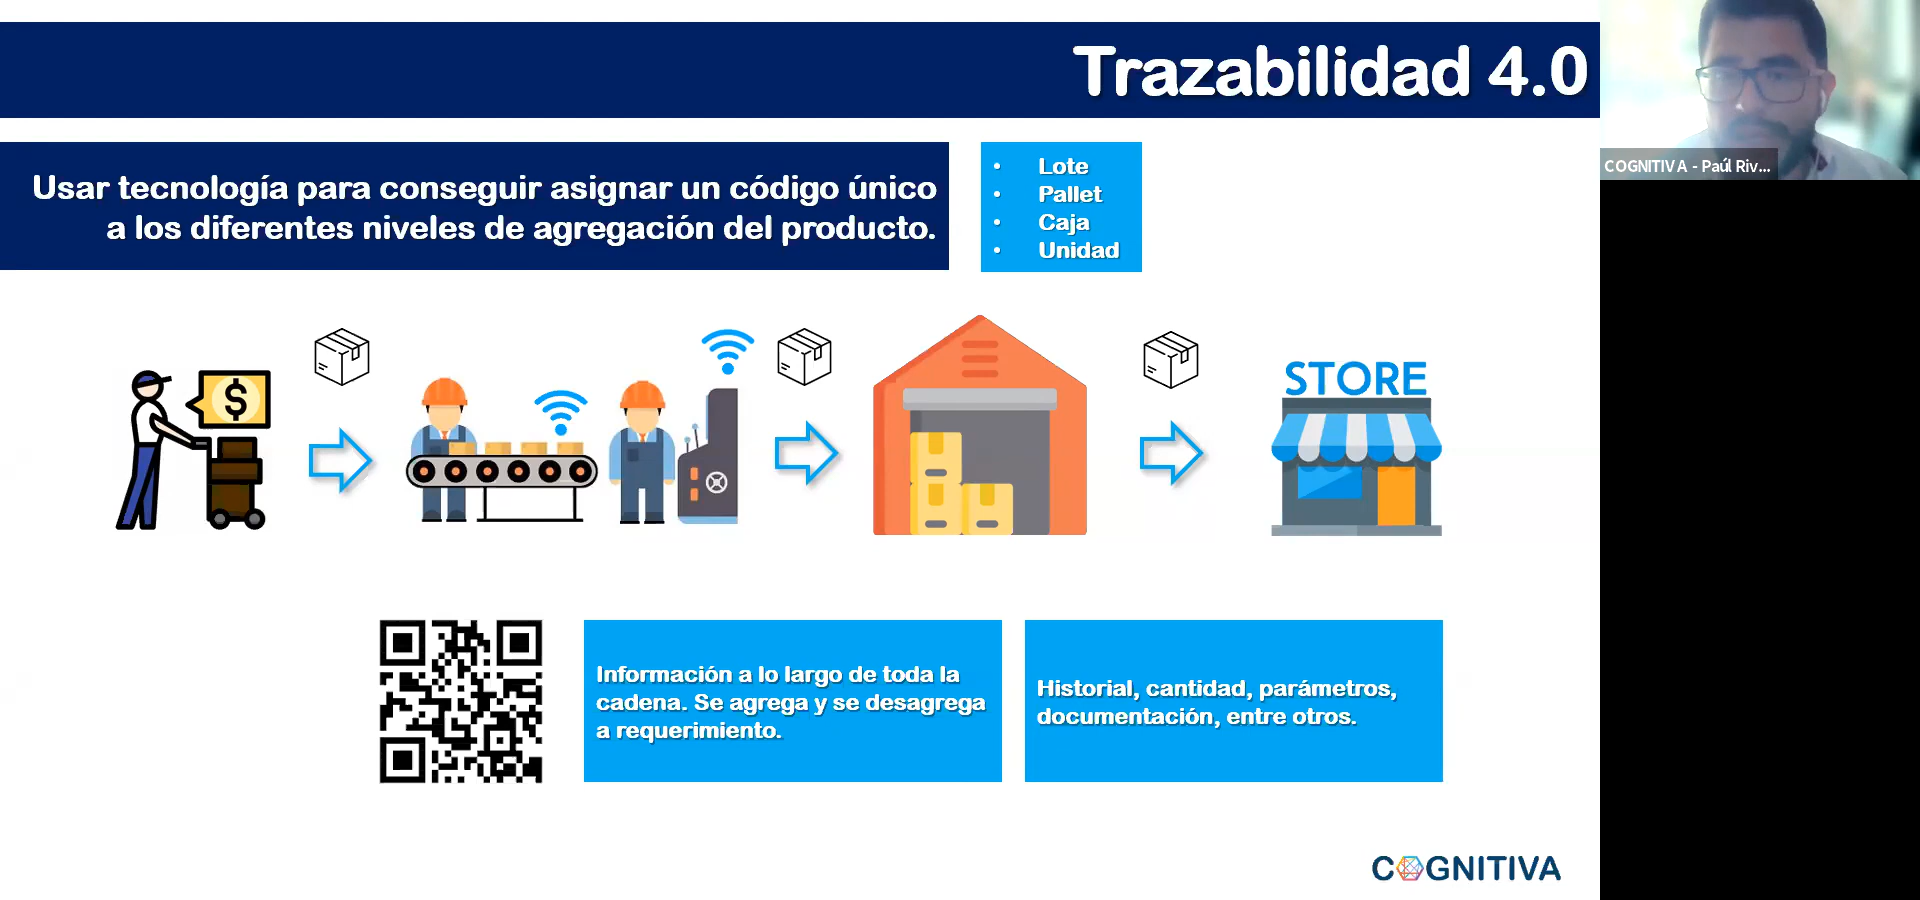 Trazabilidad 4.0
Usar tecnología para conseguir asignar un código único
a los diferentes niveles de agregación del producto.
• Lote
• Pallet
• Caja
• Unidad
COGNITIVA - Paúl Riv...
$
STORE
Información a lo largo de toda la
cadena. Se agrega y se desagrega
a requerimiento.
Historial, cantidad, parámetros,
documentación, entre otros.
COGNITIVA